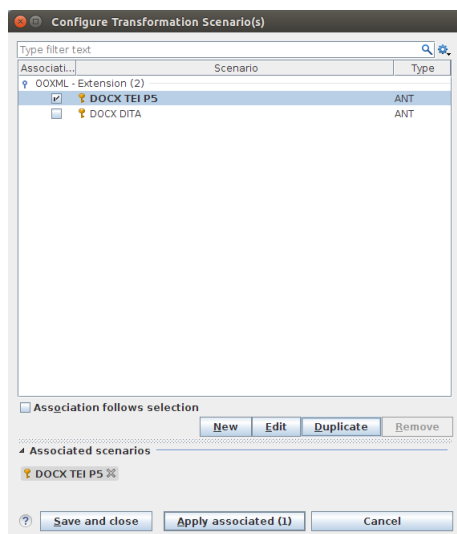 Configure Transformation Scenario(s)
Type filter text
Associati... Scenario Type
OOXML - Extension (2)
DOCX TEI P5 ANT
DOCX DITA ANT
Association follows selection
New Edit Duplicate Remove
Associated scenarios
DOCX TEI P5
? Save and close Apply associated (1) Cancel